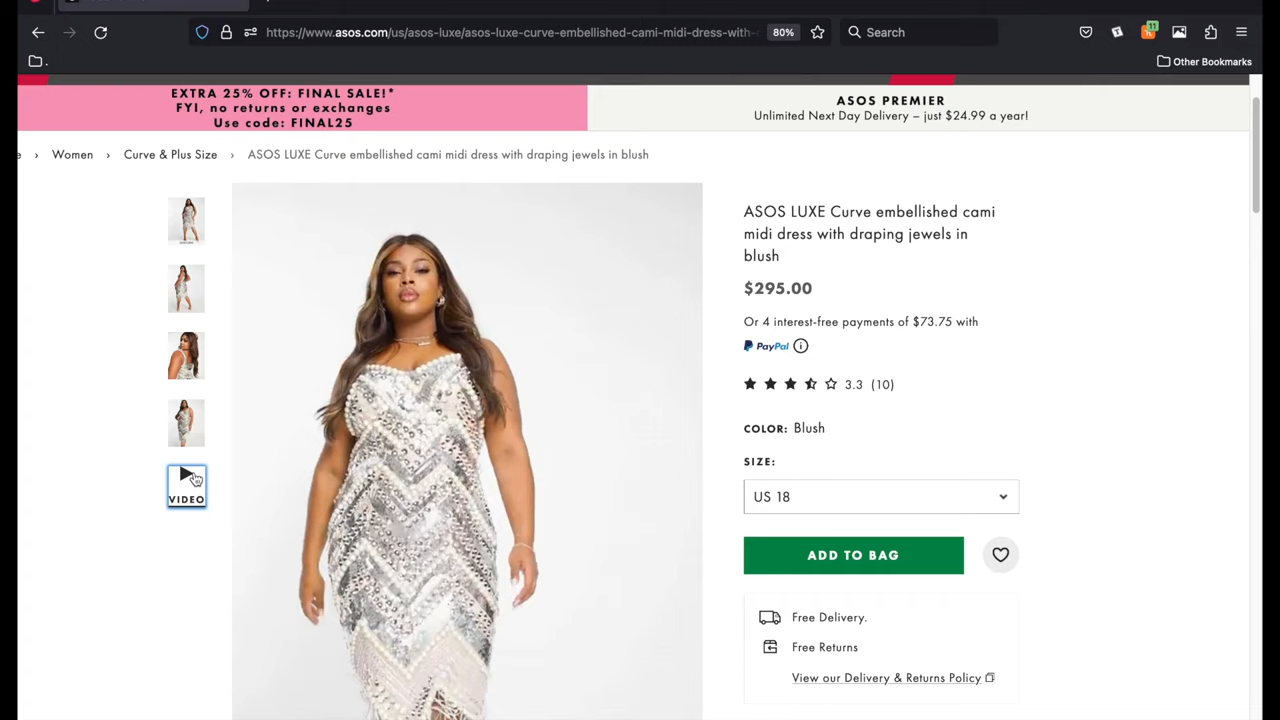 https://www.asos.com/us/asos-luxe/asos-luxe-curve-embellished-cami-midi-dress-with-
80%
Search
11
.
Other Bookmarks
EXTRA 25% OFF: FINAL SALE!*
FYI, no returns or exchanges
Use code: FINAL25
ASOS PREMIER
Unlimited Next Day Delivery – just $24.99 a year!
› Women › Curve & Plus Size › ASOS LUXE Curve embellished cami midi dress with draping jewels in blush
ASOS LUXE Curve embellished cami
midi dress with draping jewels in
blush
$295.00
Or 4 interest-free payments of $73.75 with
PayPal
3.3 (10)
COLOR: Blush
SIZE:
US 18
ADD TO BAG
Free Delivery.
Free Returns
View our Delivery & Returns Policy
VIDEO